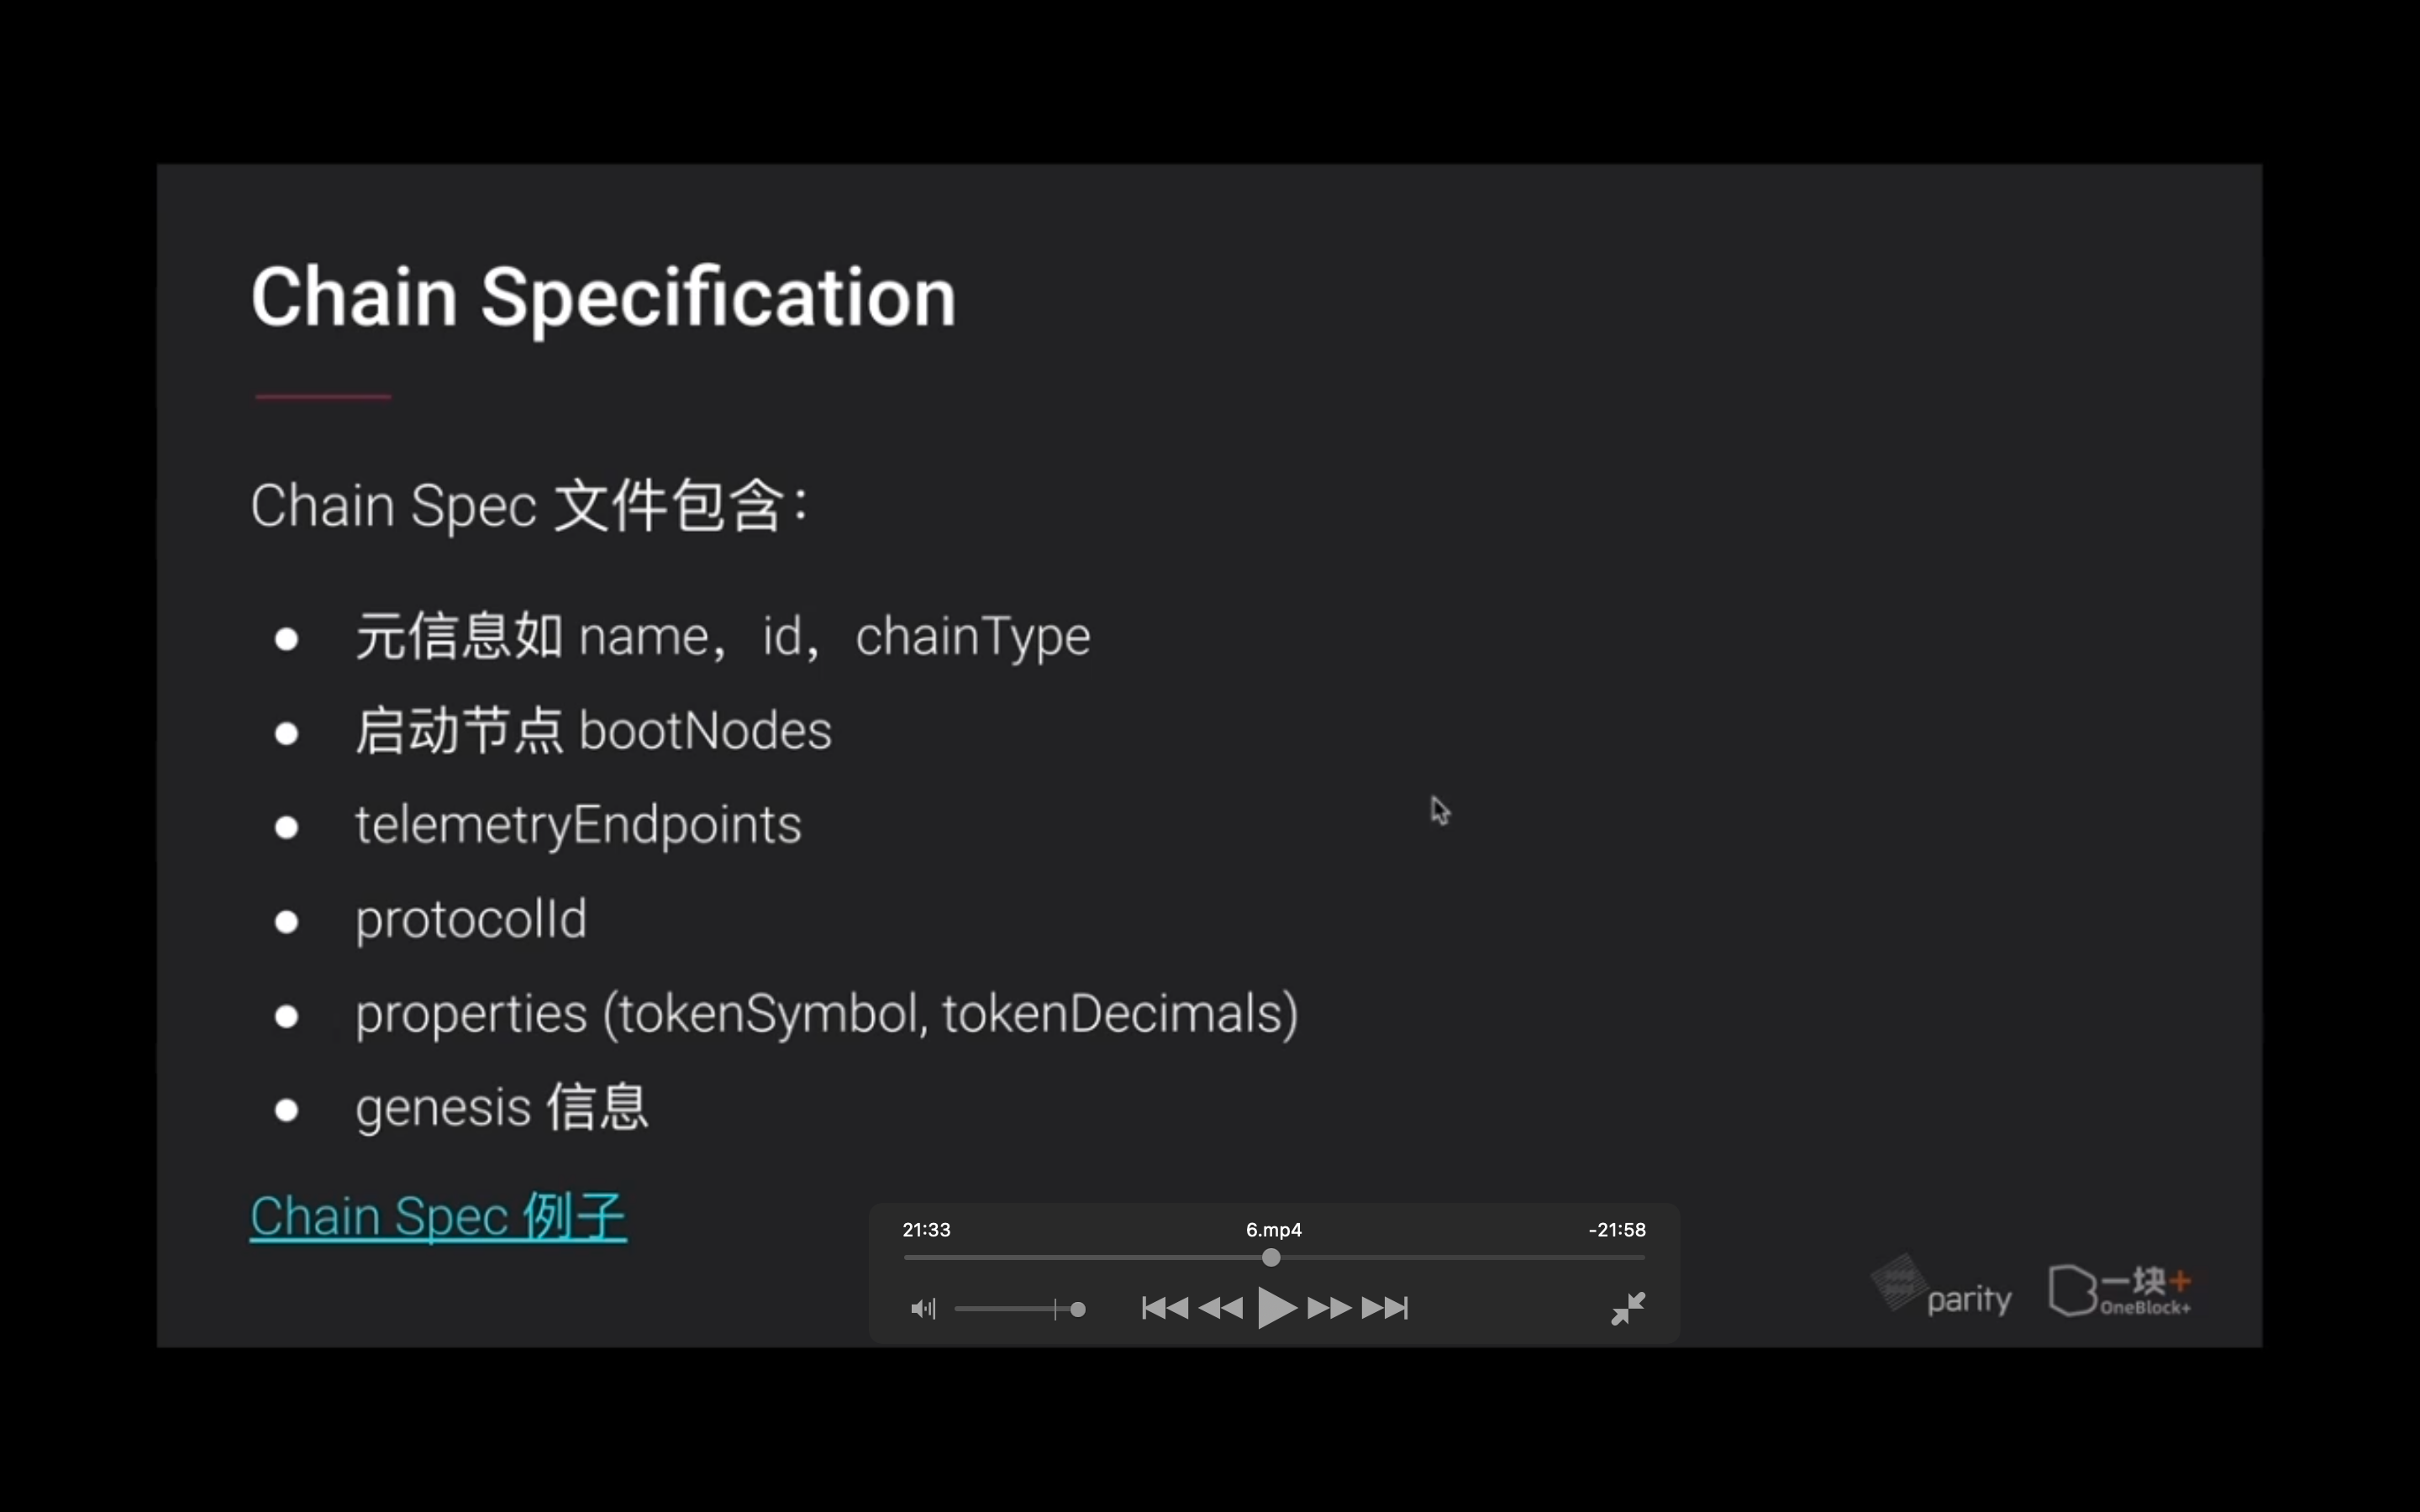 Chain Specification
Chain Spec 文件包含：
● 元信息如 name，id，chainType
● 启动节点 bootNodes
● telemetryEndpoints
● protocolId
● properties (tokenSymbol, tokenDecimals)
● genesis 信息
Chain Spec 例子
21:33 6.mp4 -21:58
parity 一块+
OneBlock+